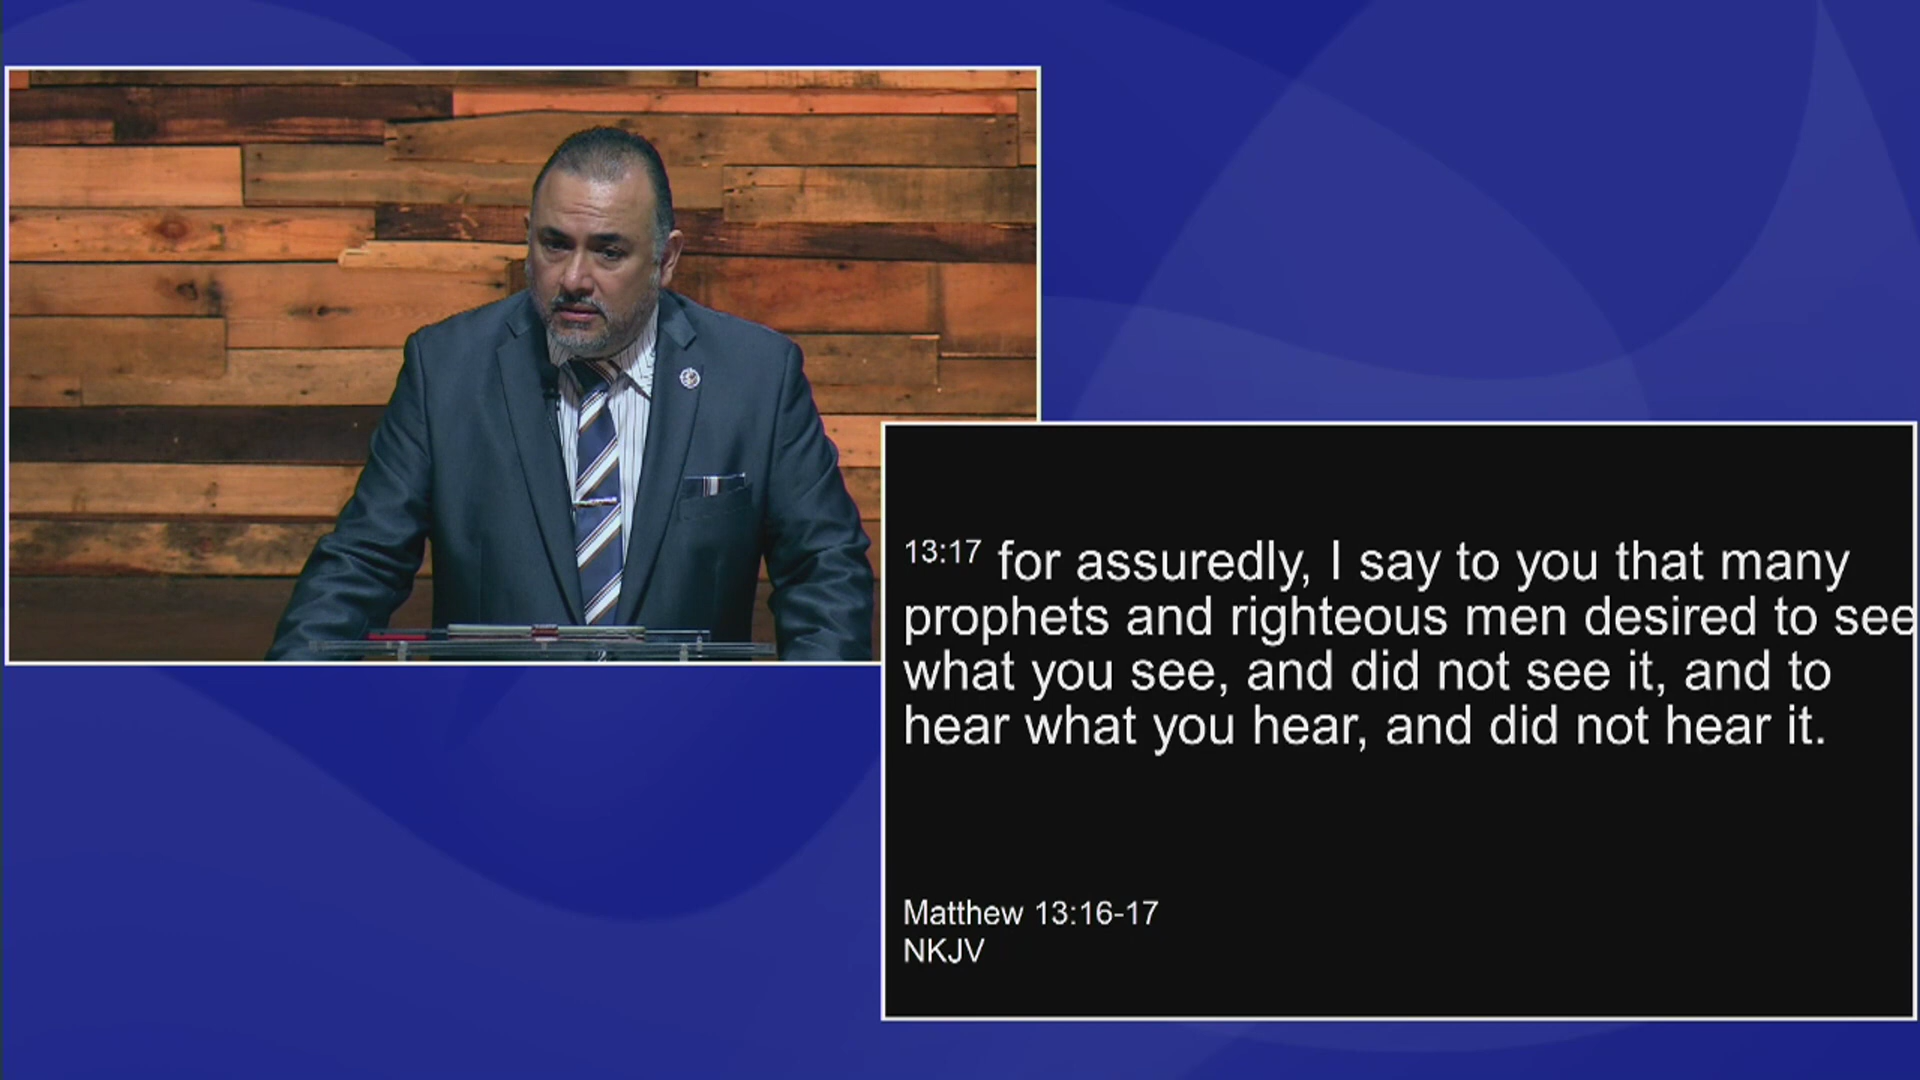 13:17 for assuredly, I say to you that many
prophets and righteous men desired to see
what you see, and did not see it, and to
hear what you hear, and did not hear it.
Matthew 13:16-17
NKJV